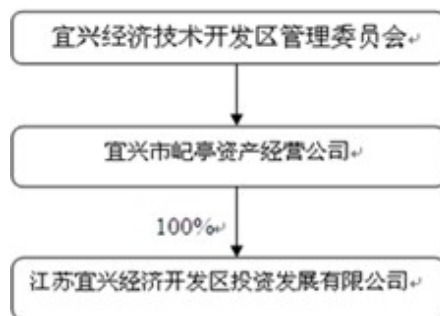 宜兴经济技术开发区管理委员会
宜兴市屺亭资产经营公司
100%
江苏宜兴经济开发区投资发展有限公司